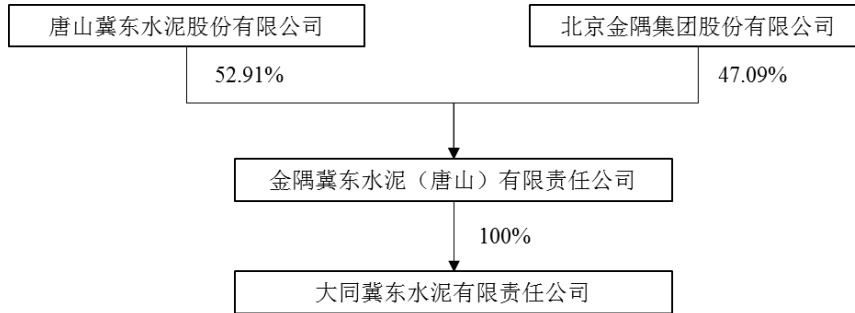 唐山冀东水泥股份有限公司
北京金隅集团股份有限公司
52.91%
47.09%
金隅冀东水泥（唐山）有限责任公司
100%
大同冀东水泥有限责任公司